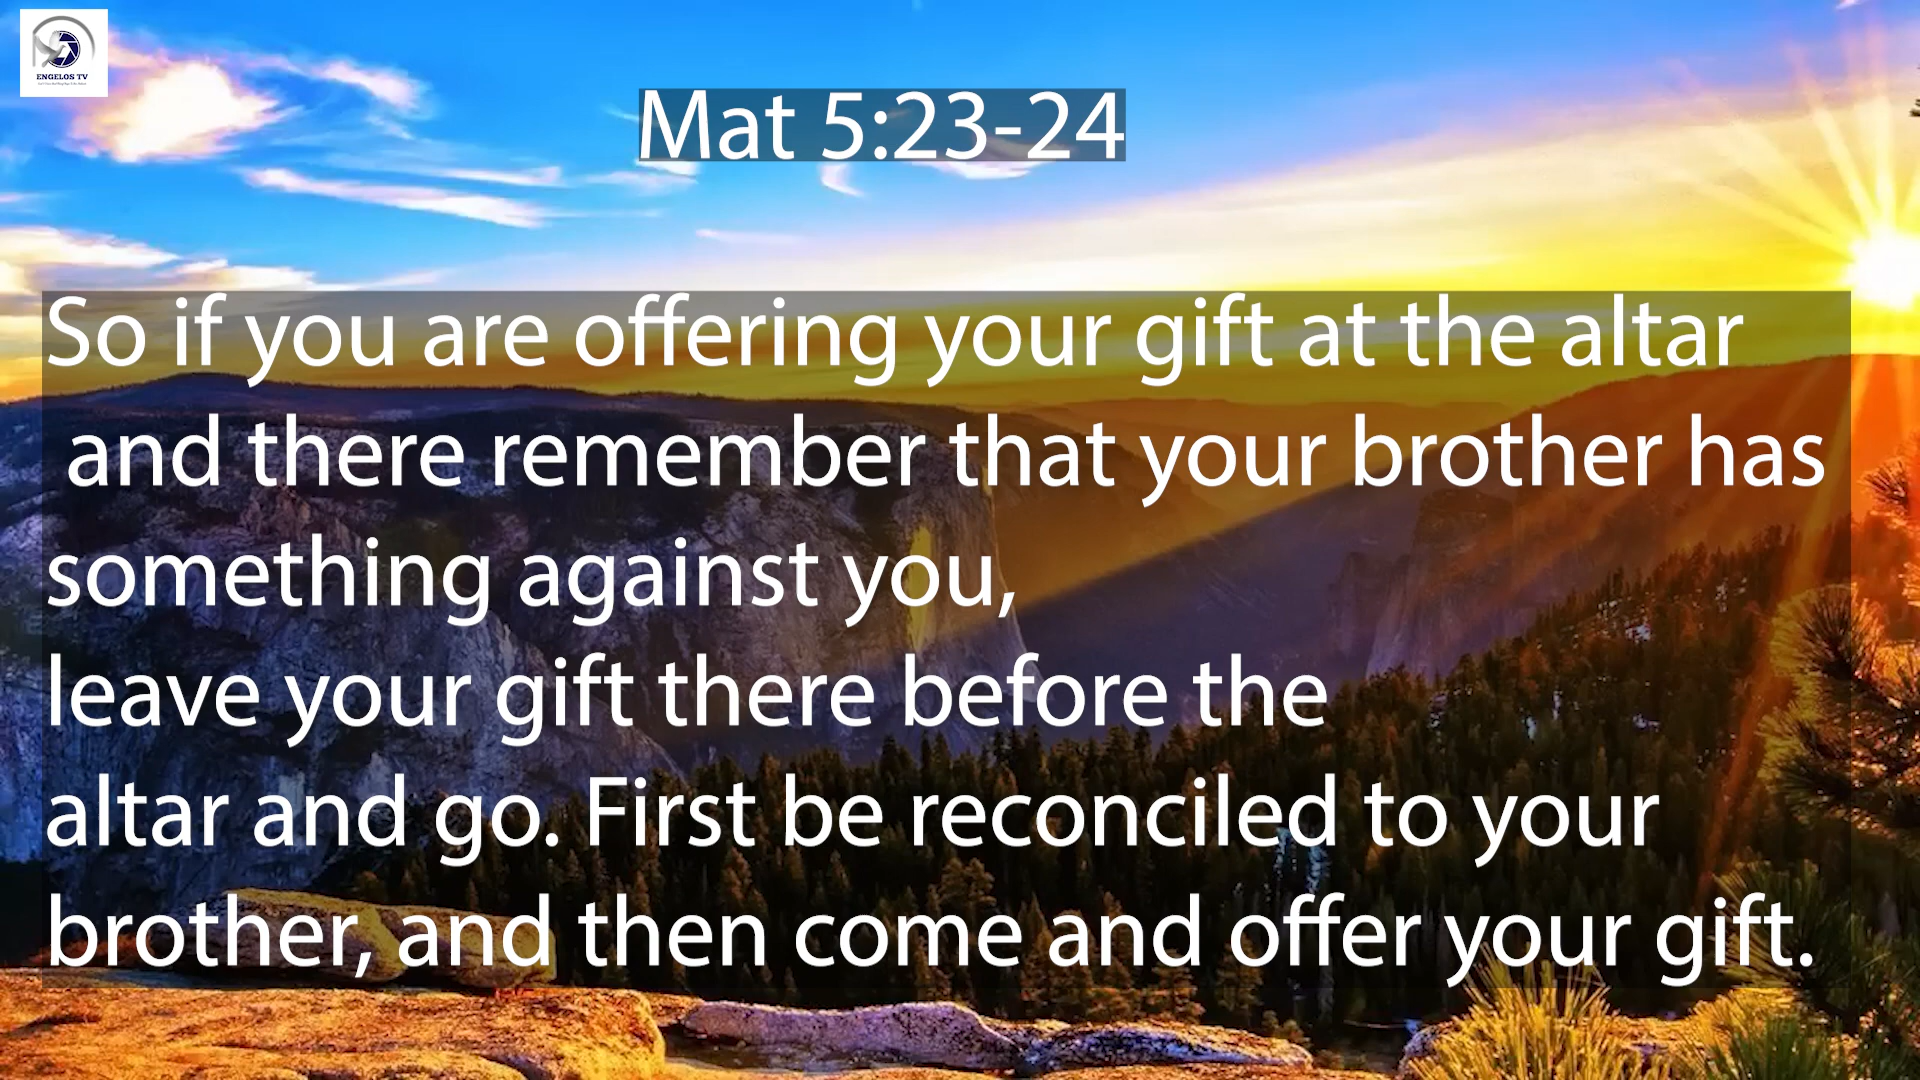 ENGELOS TV
Mat 5:23-24
So if you are offering your gift at the altar
and there remember that your brother has
something against you,
leave your gift there before the
altar and go. First be reconciled to your
brother, and then come and offer your gift.